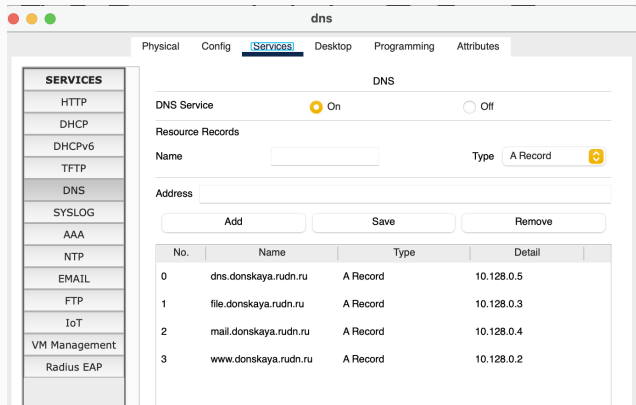 dns
Physical Config Services Desktop Programming Attributes
SERVICES
HTTP
DHCP
DHCPv6
TFTP
DNS
SYSLOG
AAA
NTP
EMAIL
FTP
IoT
VM Management
Radius EAP
DNS
DNS Service On Off
Resource Records
Name Type A Record
Address
Add Save Remove
No. Name Type Detail
0 dns.donskaya.rudn.ru A Record 10.128.0.5
1 file.donskaya.rudn.ru A Record 10.128.0.3
2 mail.donskaya.rudn.ru A Record 10.128.0.4
3 www.donskaya.rudn.ru A Record 10.128.0.2